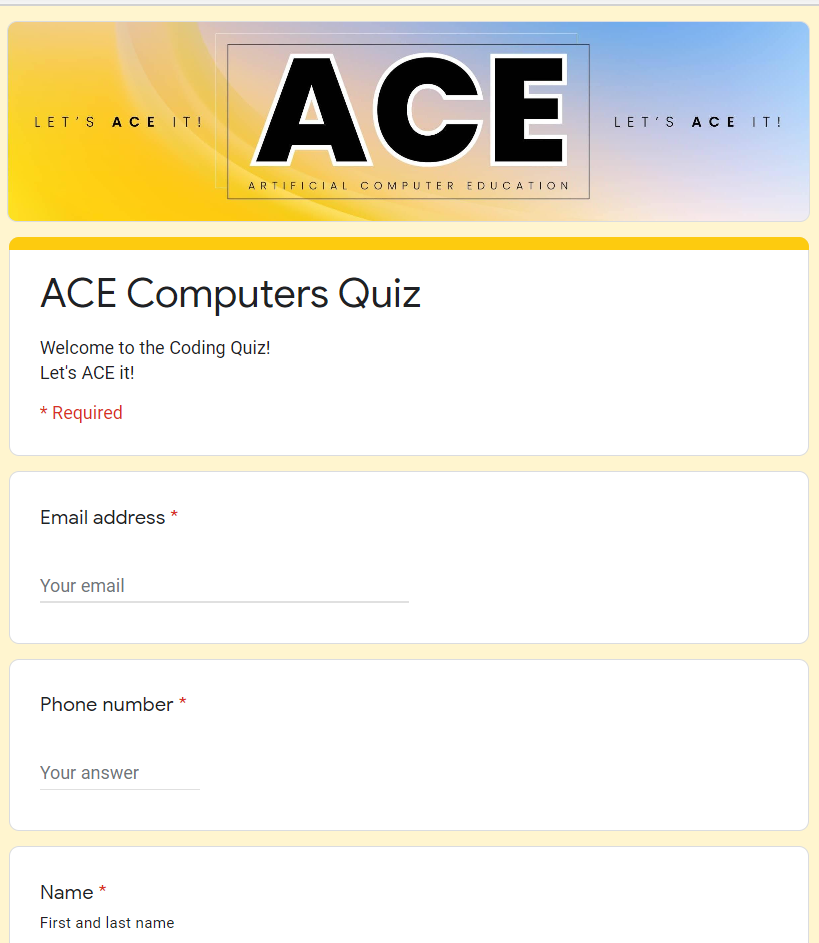 LET'S ACE IT!
ACE
ARTIFICIAL COMPUTER EDUCATION
LET'S ACE IT!
ACE Computers Quiz
Welcome to the Coding Quiz!
Let's ACE it!
* Required
Email address *
Your email
Phone number *
Your answer
Name *
First and last name